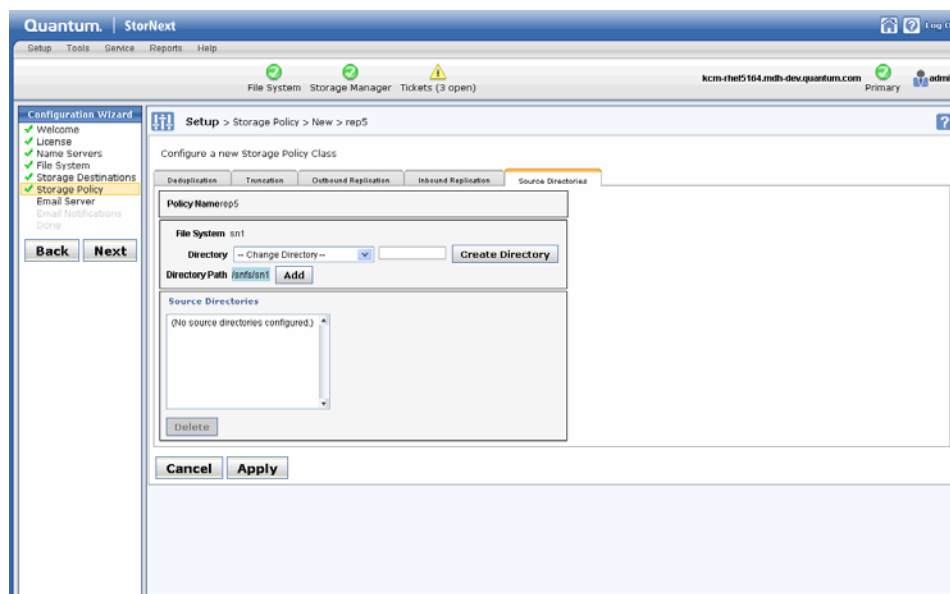 Quantum. | StorNext
Log O
Setup Tools Service Reports Help
File System Storage Manager Tickets (3 open)
kcm-rhel5164.mdh-dev.quantum.com
Primary
admi
Configuration Wizard
Welcome
License
Name Servers
File System
Storage Destinations
Storage Policy
Email Server
Email Notifications
Done
Back Next
Setup > Storage Policy > New > rep5
Configure a new Storage Policy Class
Deduplication Truncation Outbound Replication Inbound Replication Source Directories
Policy Namerep5
File System sn1
Directory -- Change Directory -- Create Directory
Directory Path /snfs/sn1 Add
Source Directories
(No source directories configured.)
Delete
Cancel Apply